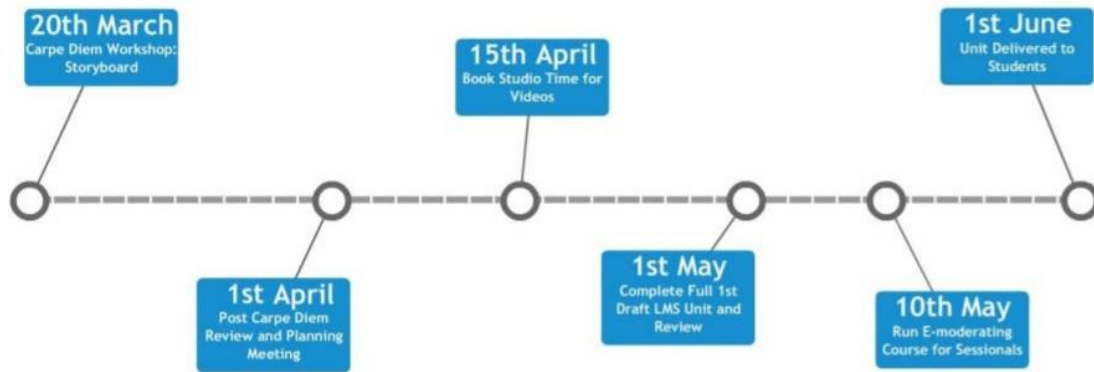 20th March
Carpe Diem Workshop:
Storyboard
1st April
Post Carpe Diem
Review and Planning
Meeting
15th April
Book Studio Time for
Videos
1st May
Complete Full 1st
Draft LMS Unit and
Review
10th May
Run E-moderating
Course for Sessionals
1st June
Unit Delivered to
Students